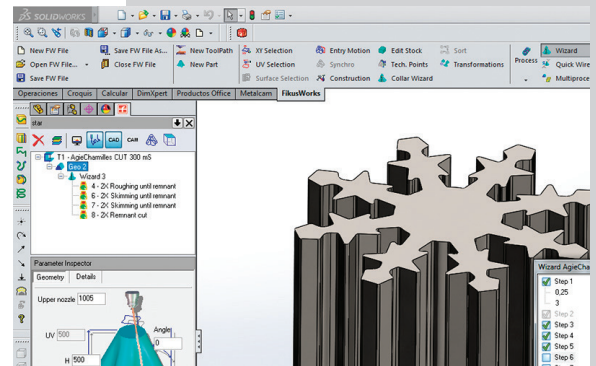 SOLIDWORKS
New FW File
Save FW File As...
New ToolPath
XY Selection
Entry Motion
Edit Stock
Sort
Process
Wizard
Open FW File...
Close FW File
New Part
UV Selection
Synchro
Tech. Points
Transformations
Quick Wire
Save FW File
Surface Selection
Construction
Collar Wizard
Multiproce
Operaciones
Croquis
Calcular
DimXpert
Productos Office
Metalcam
FikusWorks
star
CAD
CAM
T1 - AgieCharmilles CUT 300 mS
Geo 2
Wizard 3
4 - 2X Roughing until remnant
6 - 2X Skimming until remnant
7 - 2X Skimming until remnant
8 - 2X Remnant cut
Parameter Inspector
Geometry
Details
Upper nozzle 1005
UV 500
Angle
0
H 500
Wizard AgieCha
Step 1
0,25
3
Step 2
Step 3
Step 4
Step 5
Step 6